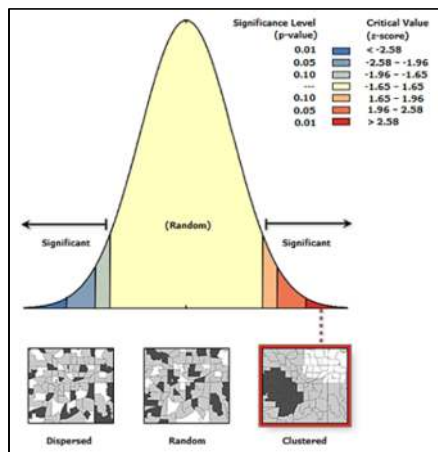 Significance Level Critical Value
(p-value) (z-score)
0.01 < -2.58
0.05 -2.58 – -1.96
0.10 -1.96 – -1.65
--- -1.65 – 1.65
0.10 1.65 – 1.96
0.05 1.96 – 2.58
0.01 > 2.58
(Random)
Significant Significant
Dispersed Random Clustered